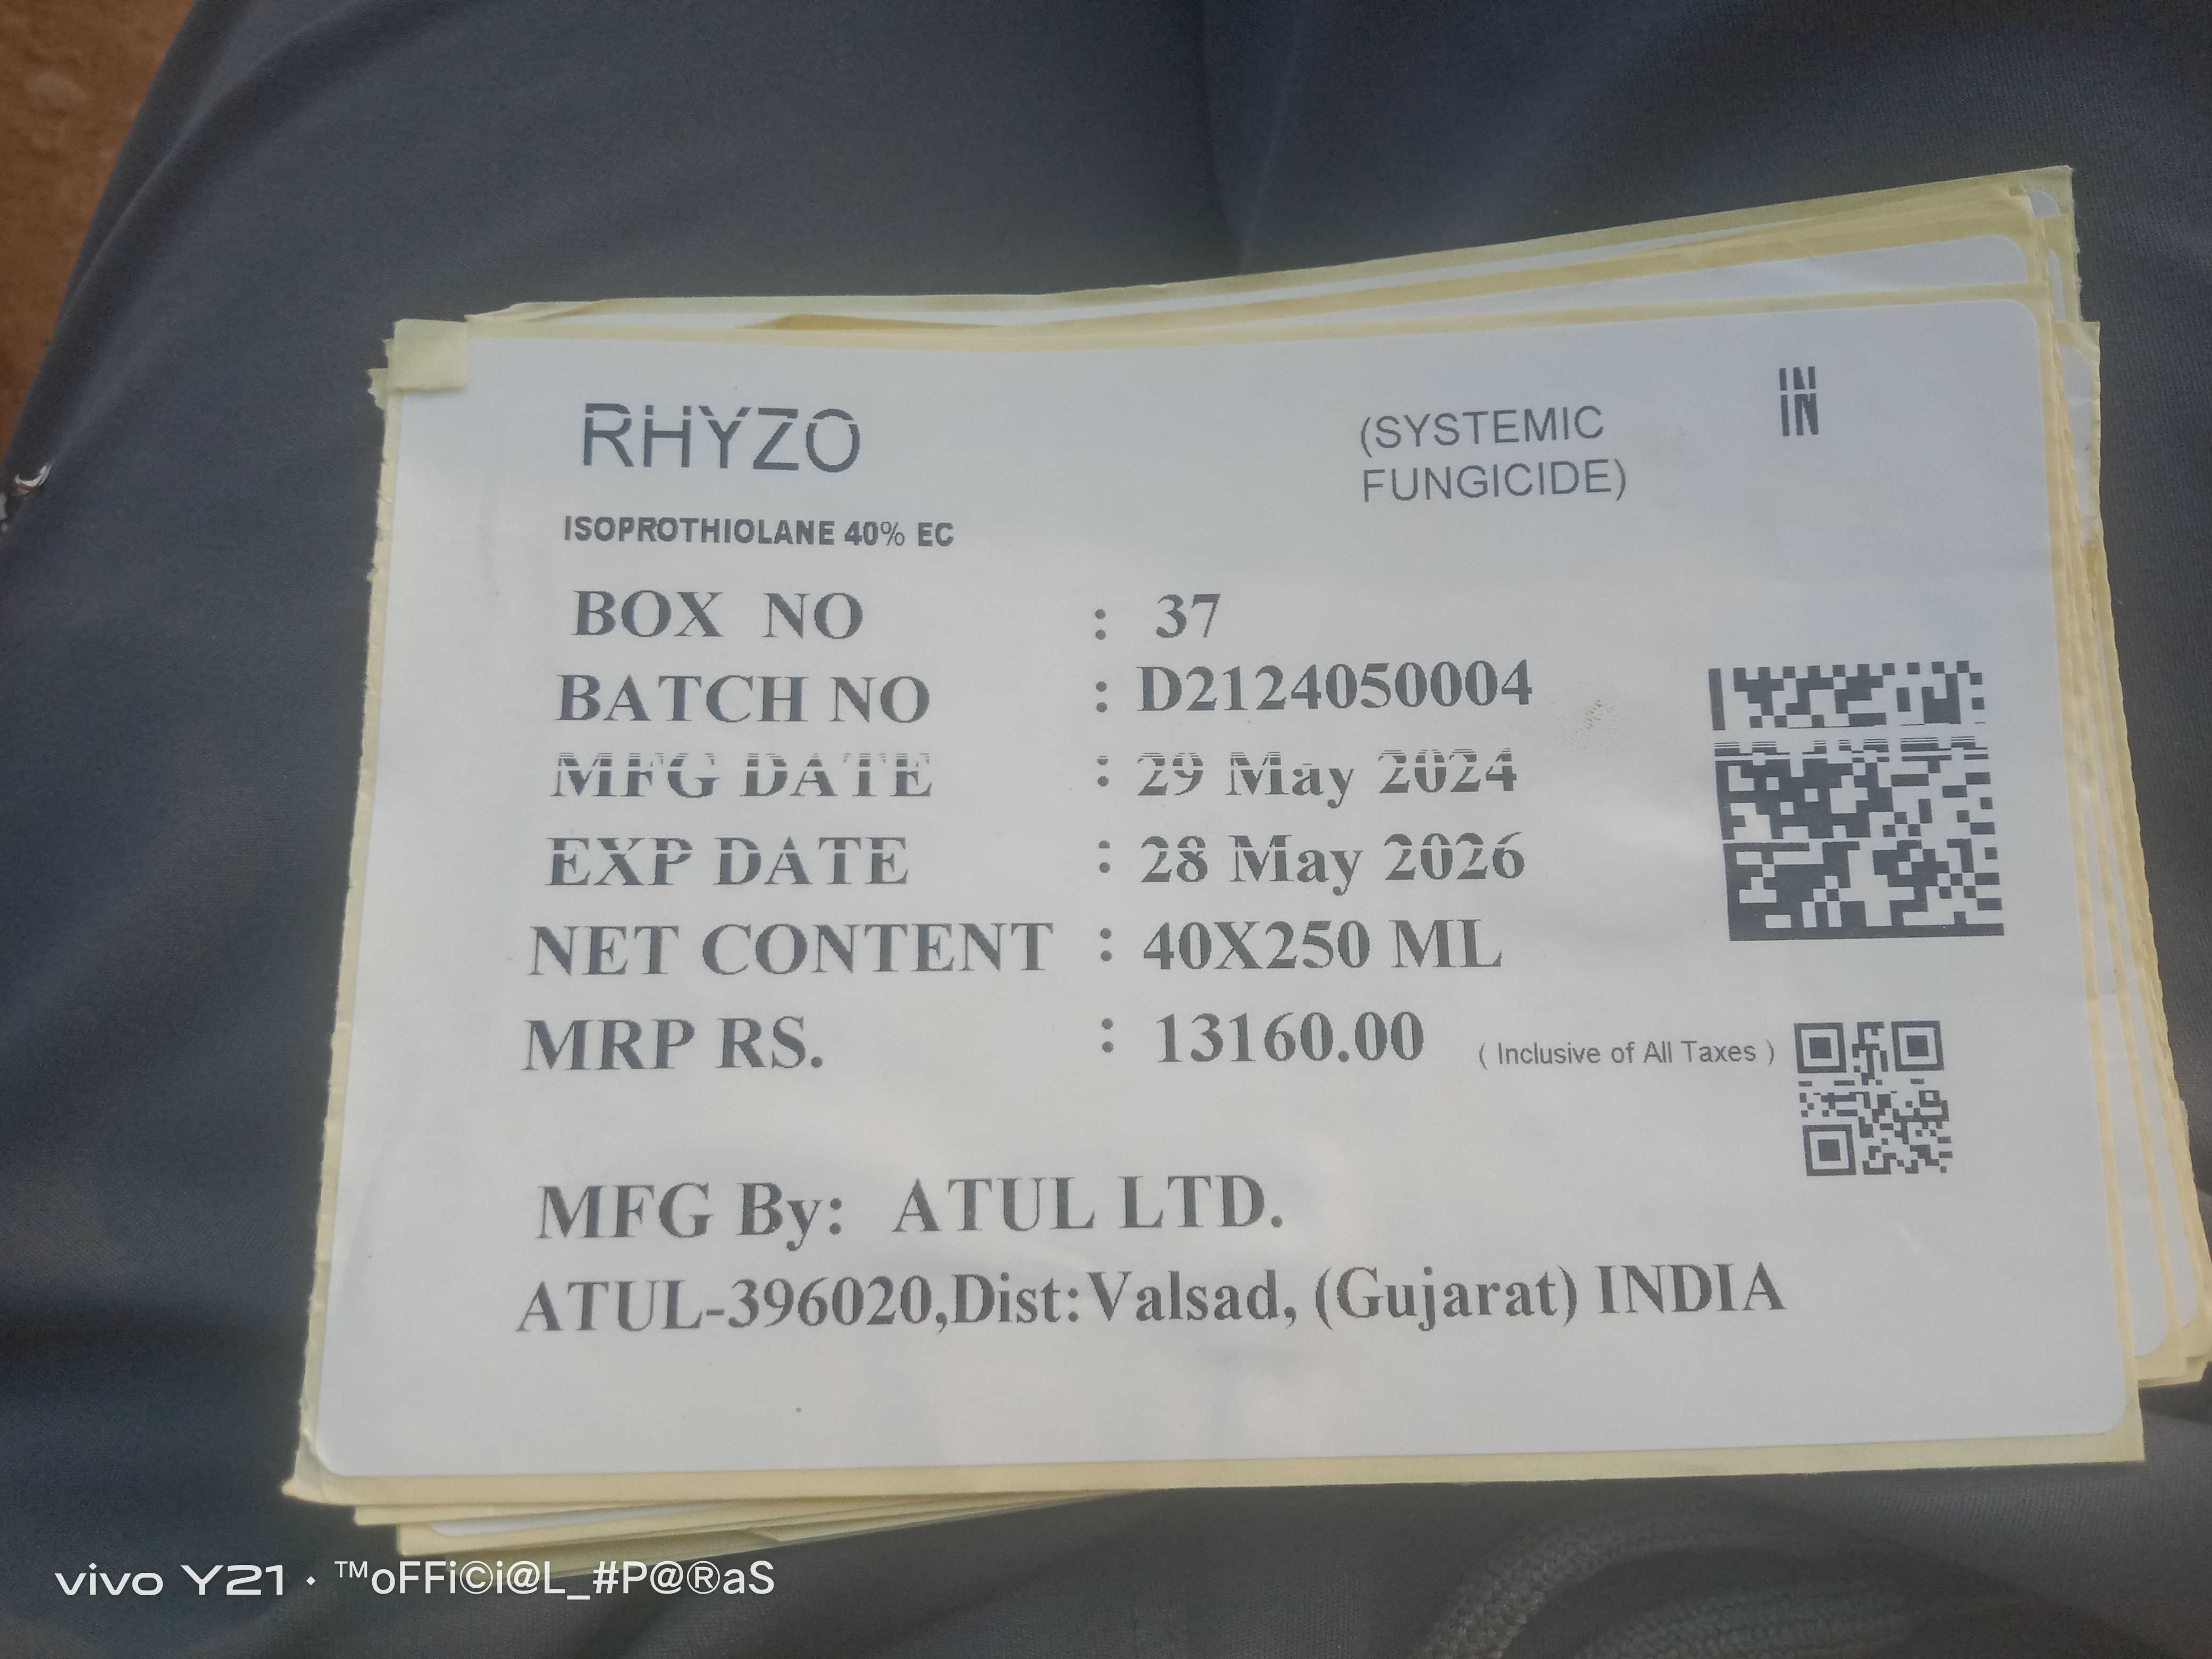 RHYZO
(SYSTEMIC
FUNGICIDE)
IN
IN
ISOPROTHIOLANE 40% EC
BOX NO : 37
BATCH NO : D2124050004
MFG DATE : 29 May 2024
EXP DATE : 28 May 2026
NET CONTENT : 40X250 ML
MRP RS. : 13160.00 ( Inclusive of All Taxes )
MFG By: ATUL LTD.
ATUL-396020,Dist:Valsad, (Gujarat) INDIA
vivo Y21 · ™oFFi©i@L_#P@®aS